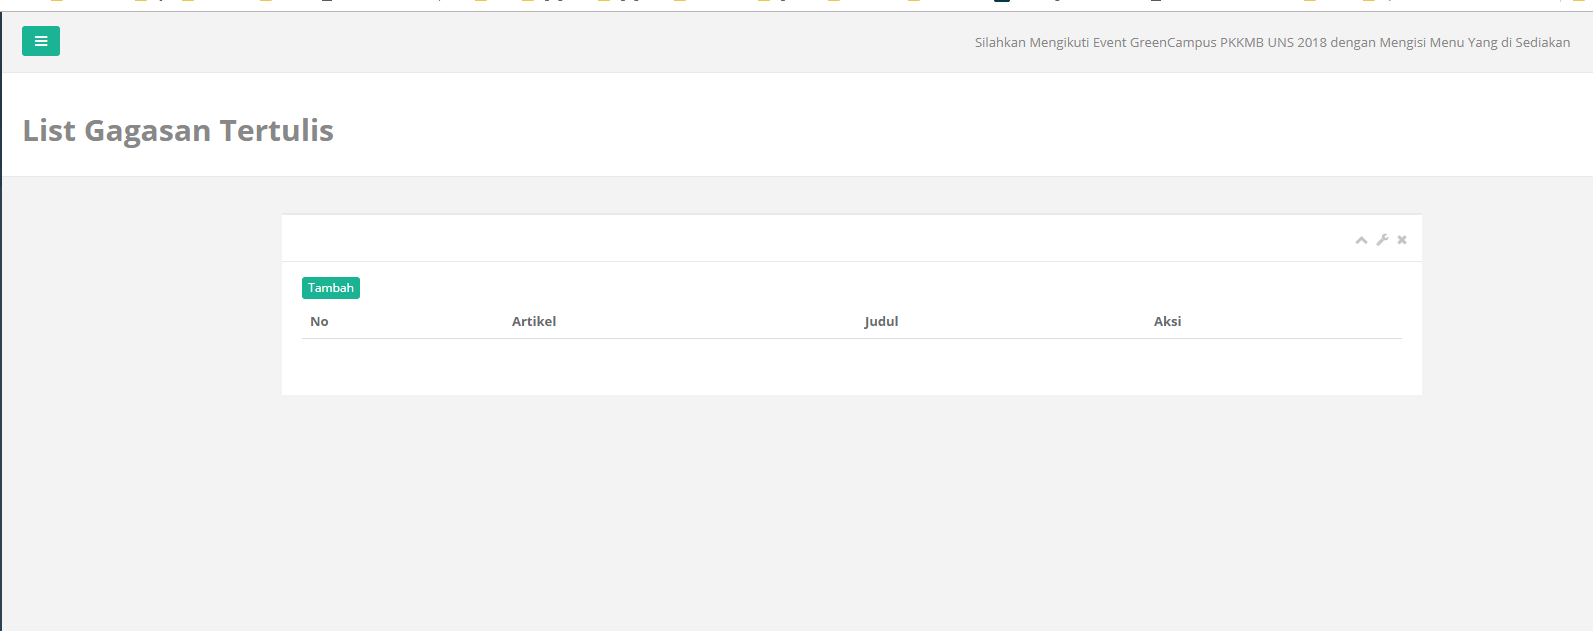 Silahkan Mengikuti Event GreenCampus PKKMB UNS 2018 dengan Mengisi Menu Yang di Sediakan
List Gagasan Tertulis
Tambah
No Artikel Judul Aksi